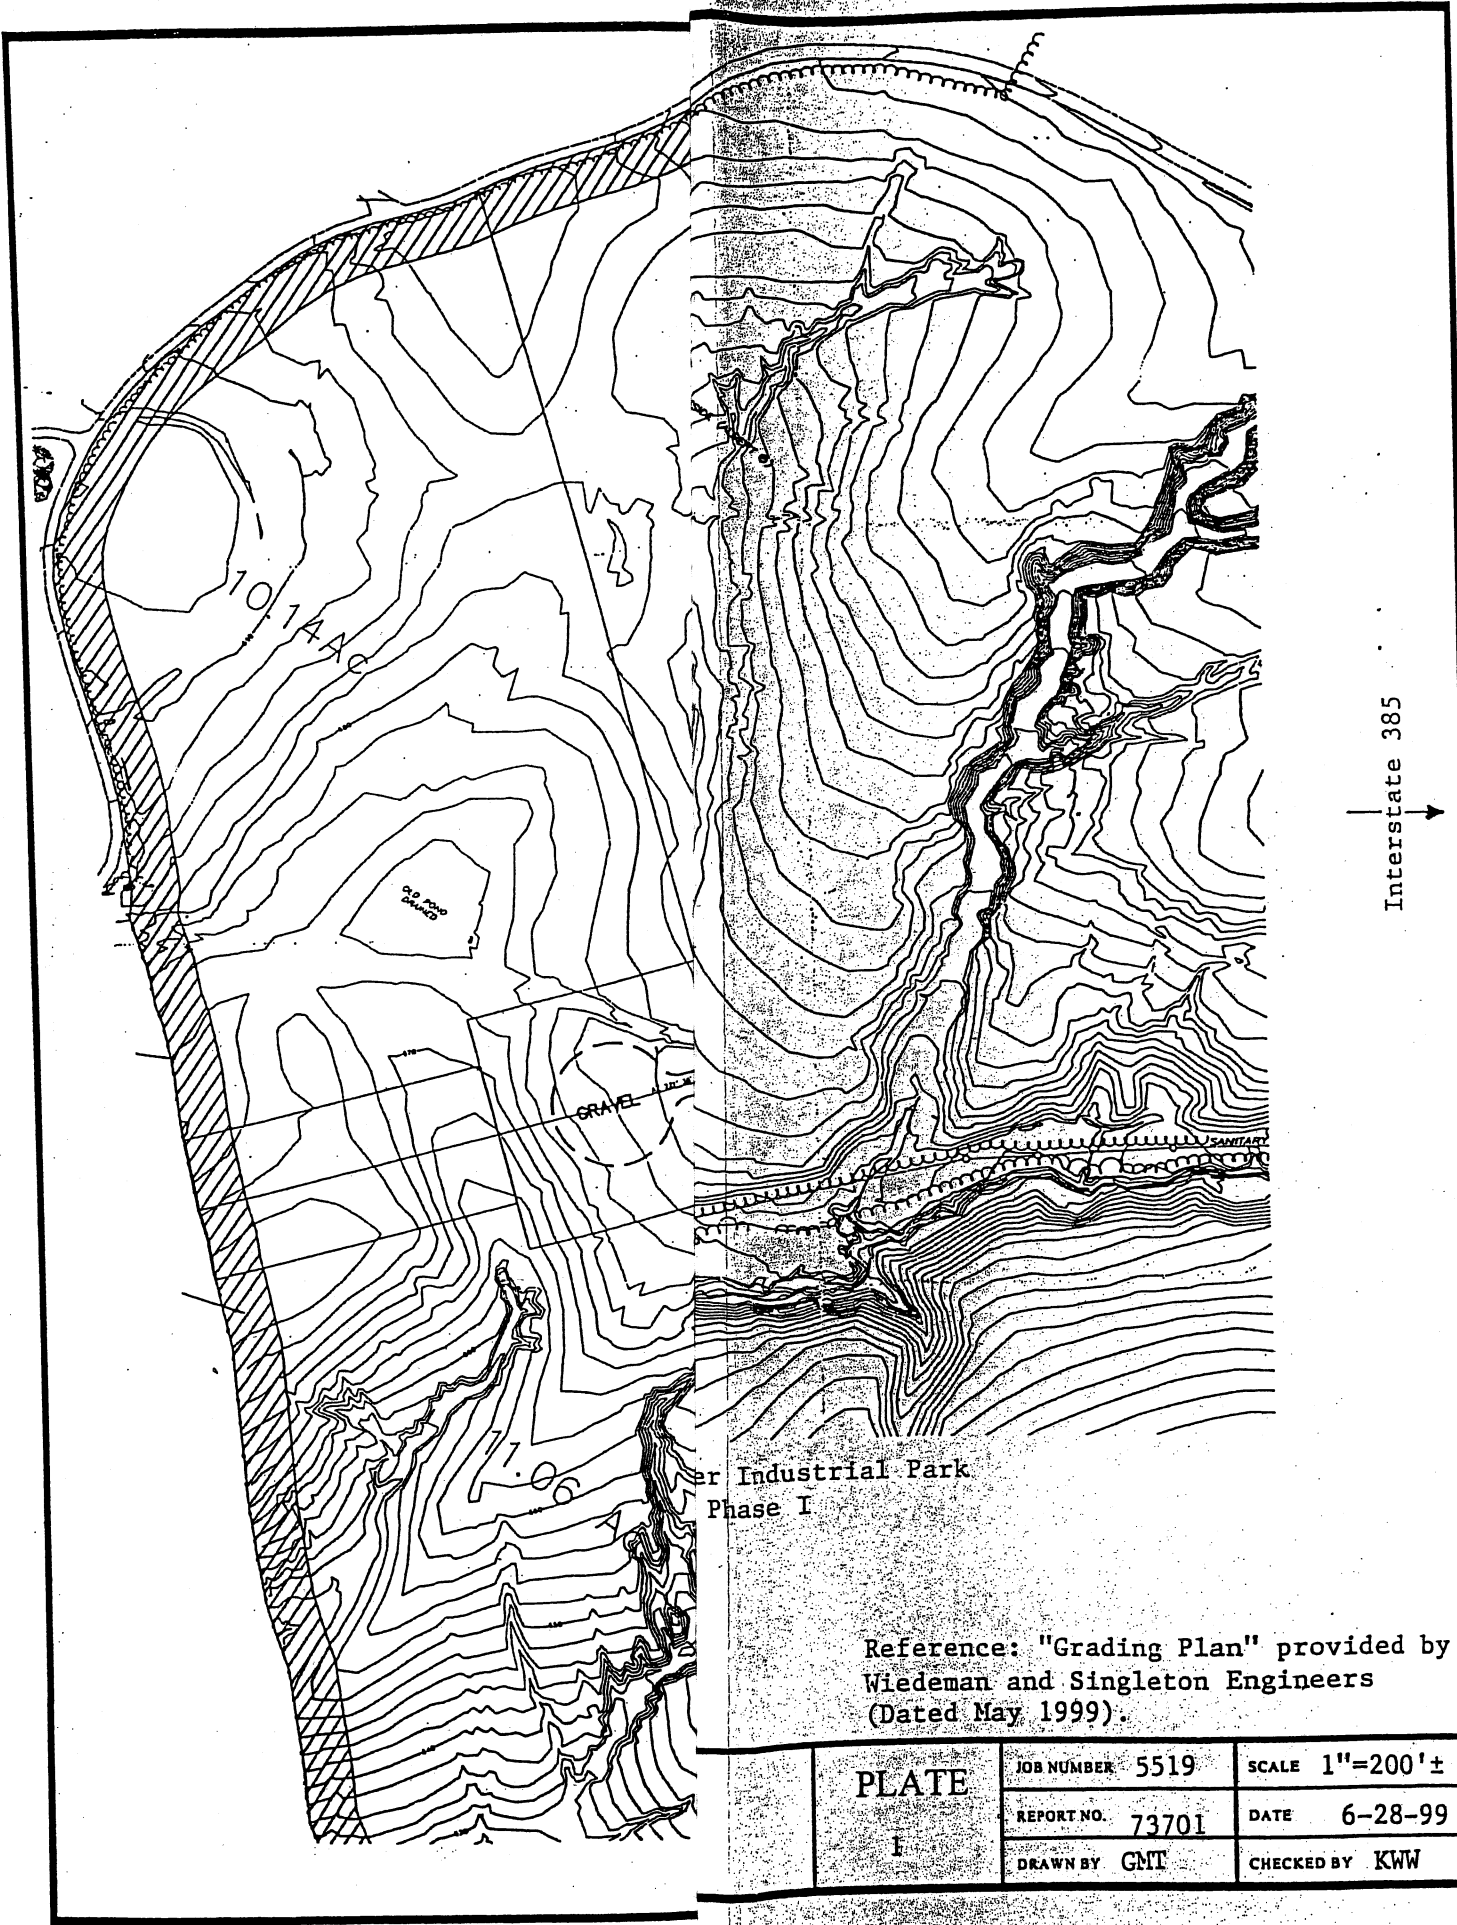 10.14Ac
OLD POND
DRAINED
GRAVEL
SANITARY
Interstate 385
7.06
er Industrial Park
Phase I
Reference: "Grading Plan" provided by
Wiedeman and Singleton Engineers
(Dated May 1999).
PLATE
1
JOB NUMBER 5519
SCALE 1"=200'±
REPORT NO. 73701
DATE 6-28-99
DRAWN BY GMT
CHECKED BY KWW